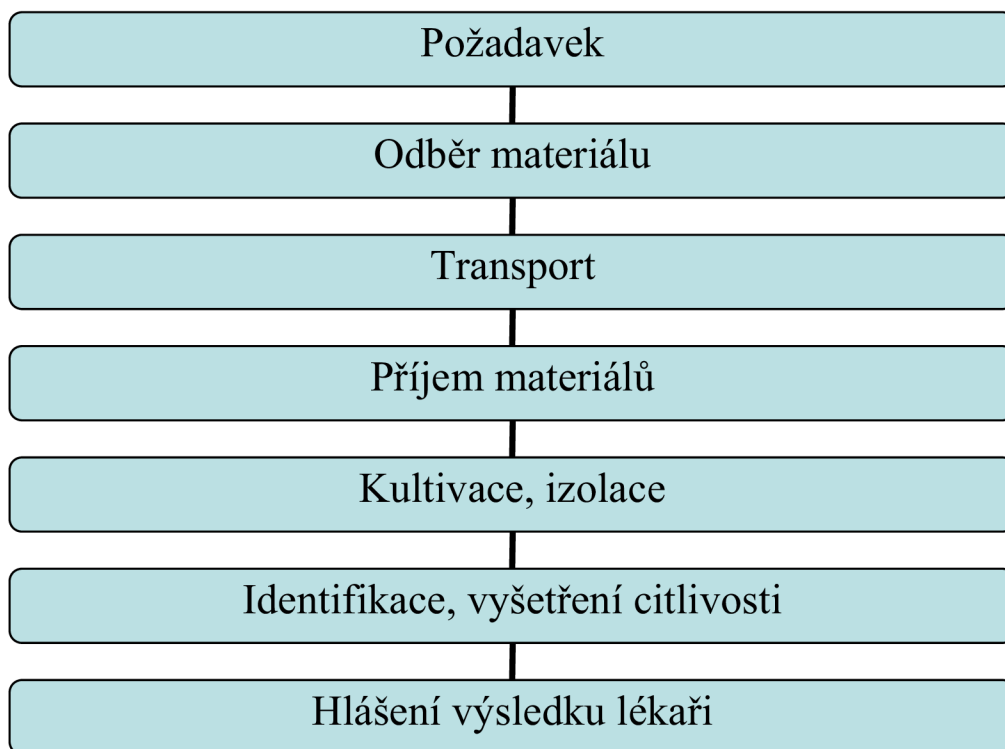 Požadavek
Odběr materiálu
Transport
Příjem materiálů
Kultivace, izolace
Identifikace, vyšetření citlivosti
Hlášení výsledku lékaři